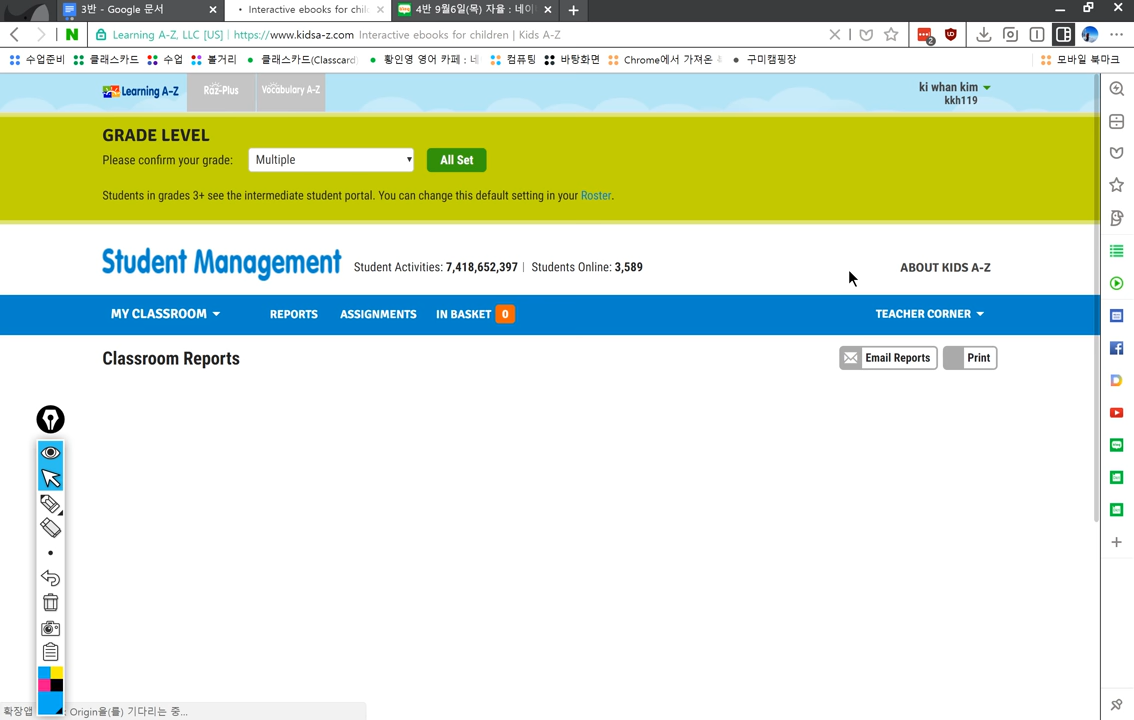 3반 - Google 문서
Interactive ebooks for chil
4반 9월6일(목) 자율 : 네이
N Learning A-Z, LLC [US] https://www.kidsa-z.com Interactive ebooks for children | Kids A-Z
2
수업준비 클래스카드 수업 볼거리 클래스카드(Classcard 황인영 영어 카페 : 네 컴퓨팅 바탕화면 Chrome에서 가져온 구미캠핑장 모바일 북마크
Learning A-Z Raz-Plus Vocabulary A-Z
ki whan kim
kkh119
GRADE LEVEL
Please confirm your grade: Multiple All Set
Students in grades 3+ see the intermediate student portal. You can change this default setting in your Roster.
Student Management Student Activities: 7,418,652,397 | Students Online: 3,589 ABOUT KIDS A-Z
MY CLASSROOM REPORTS ASSIGNMENTS IN BASKET 0 TEACHER CORNER
Classroom Reports Email Reports Print
확장앱 Origin을(를) 기다리는 중...